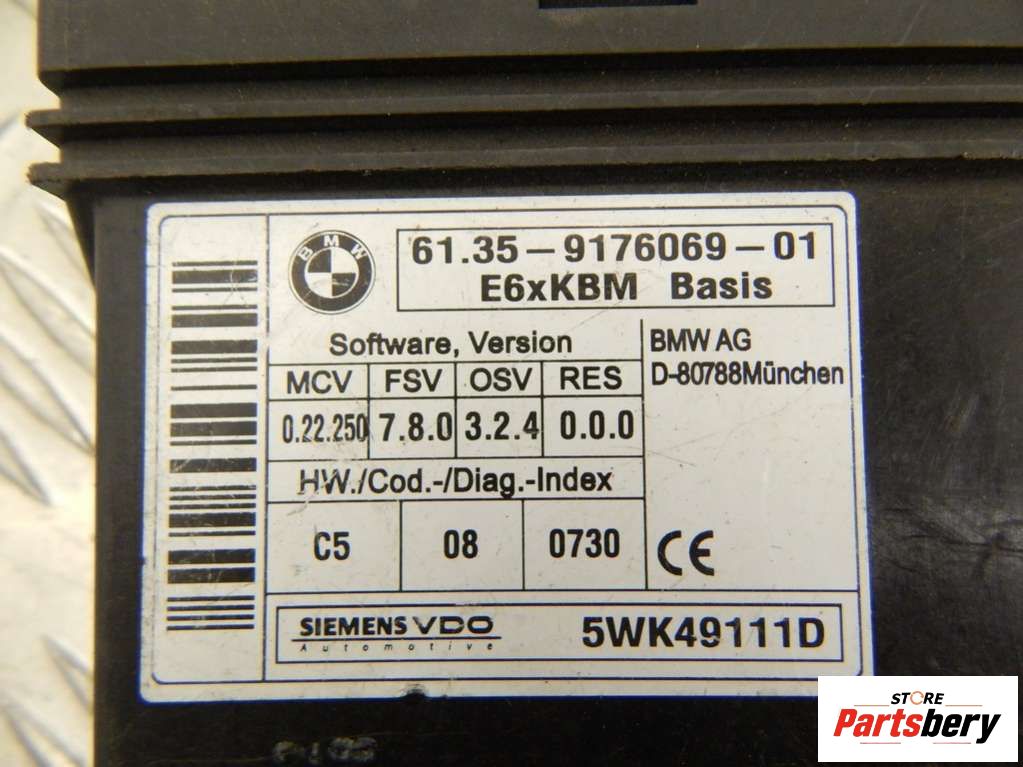 BMW
61.35-9176069-01
E6xKBM Basis
Software, Version
MCV FSV OSV RES
0.22.250 7.8.0 3.2.4 0.0.0
HW./Cod.-/Diag.-Index
C5 08 0730
BMW AG
D-80788München
CE
SIEMENS VDO
Automotive
5WK49111D
STORE
Partsbery